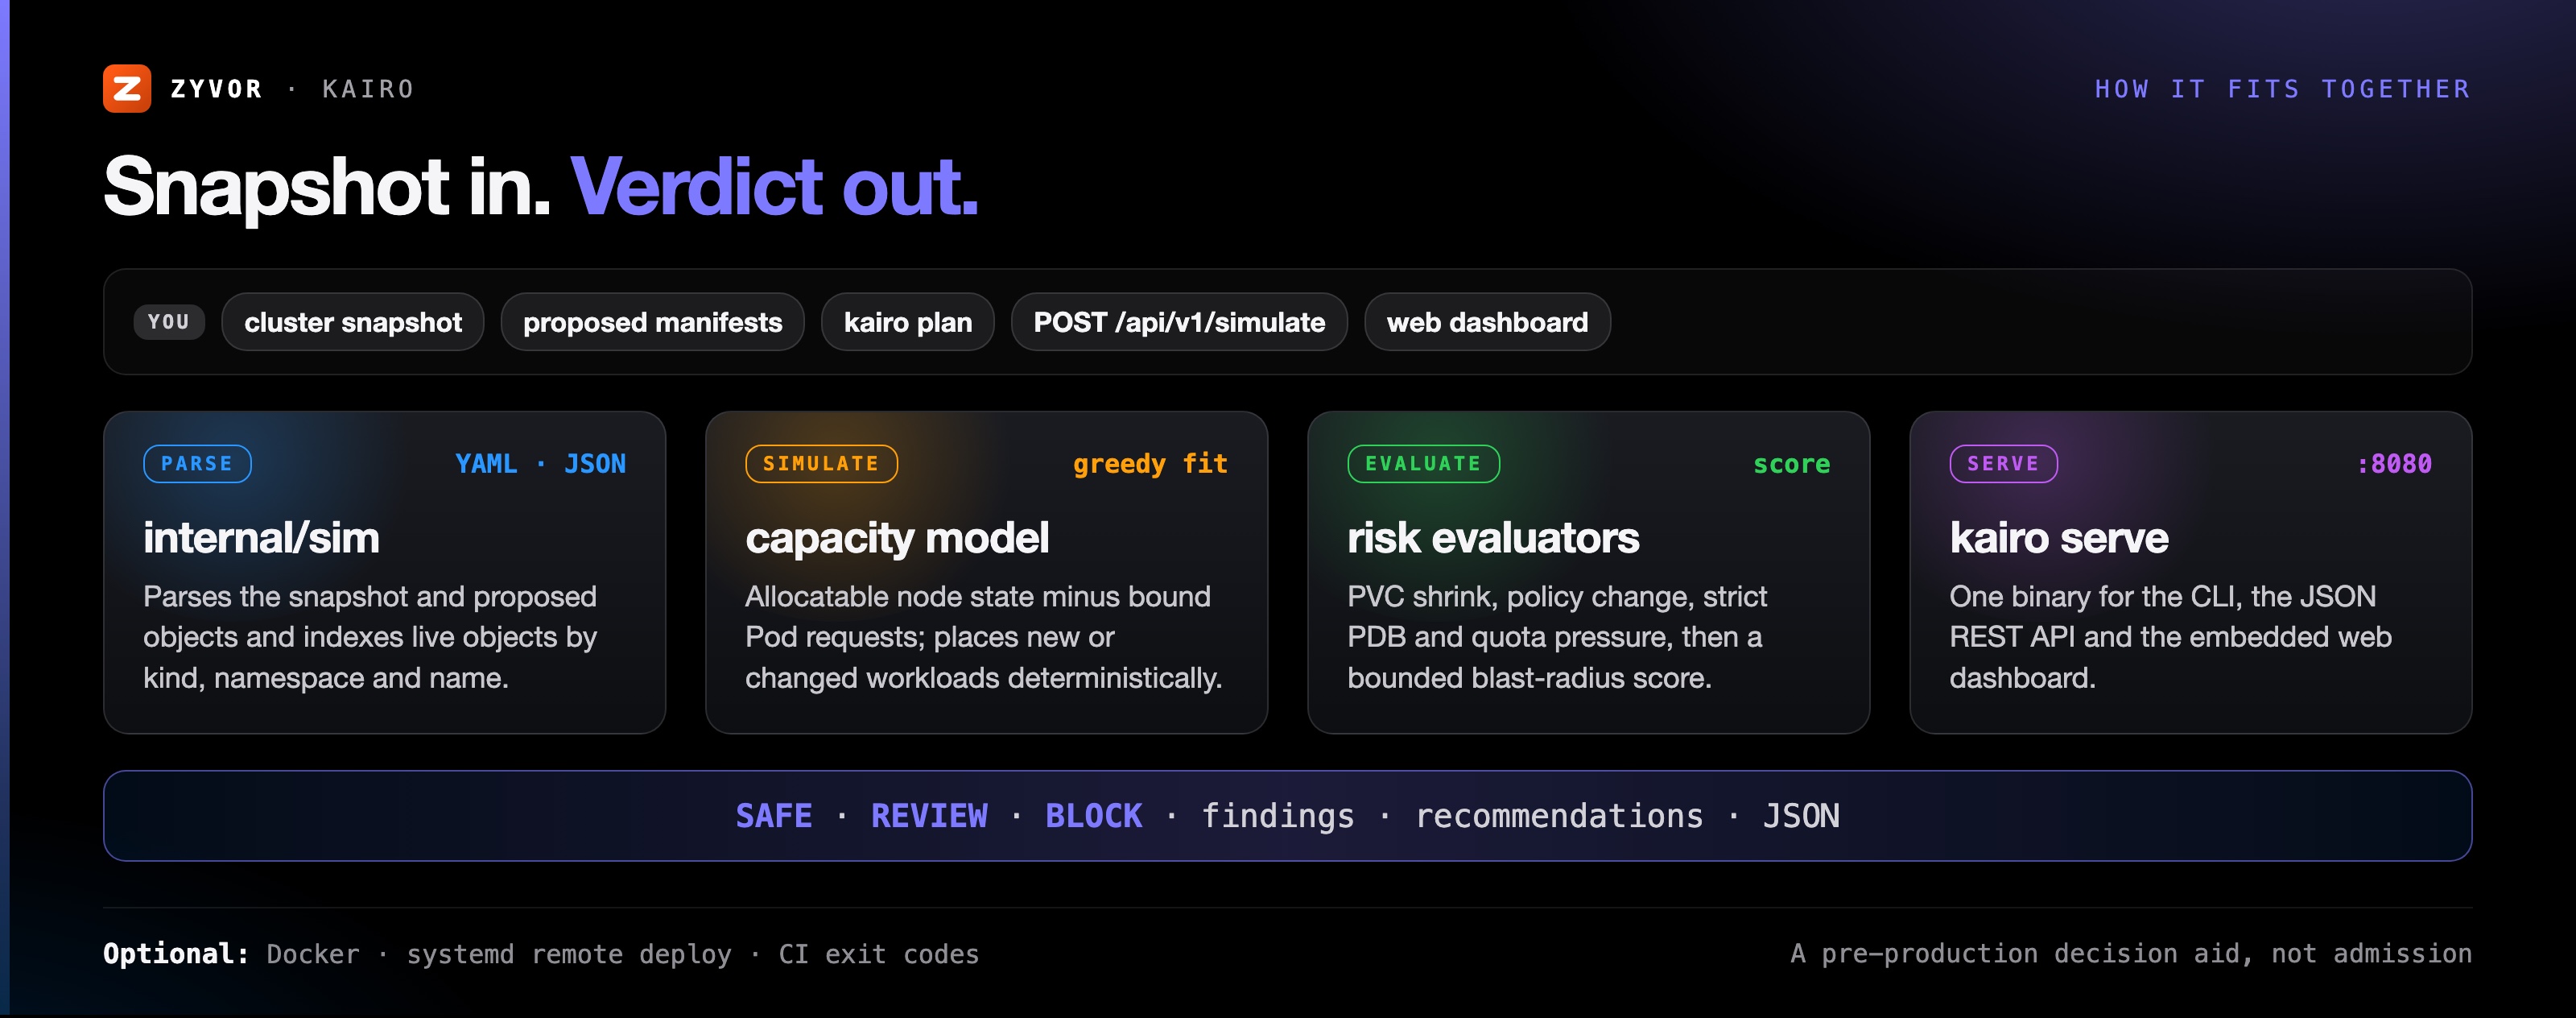 Z ZYVOR · KAIRO
HOW IT FITS TOGETHER
Snapshot in. Verdict out.
YOU cluster snapshot proposed manifests kairo plan POST /api/v1/simulate web dashboard
PARSE YAML · JSON
internal/sim
Parses the snapshot and proposed
objects and indexes live objects by
kind, namespace and name.
SIMULATE greedy fit
capacity model
Allocatable node state minus bound
Pod requests; places new or
changed workloads deterministically.
EVALUATE score
risk evaluators
PVC shrink, policy change, strict
PDB and quota pressure, then a
bounded blast-radius score.
SERVE :8080
kairo serve
One binary for the CLI, the JSON
REST API and the embedded web
dashboard.
SAFE · REVIEW · BLOCK · findings · recommendations · JSON
Optional: Docker · systemd remote deploy · CI exit codes
A pre-production decision aid, not admission